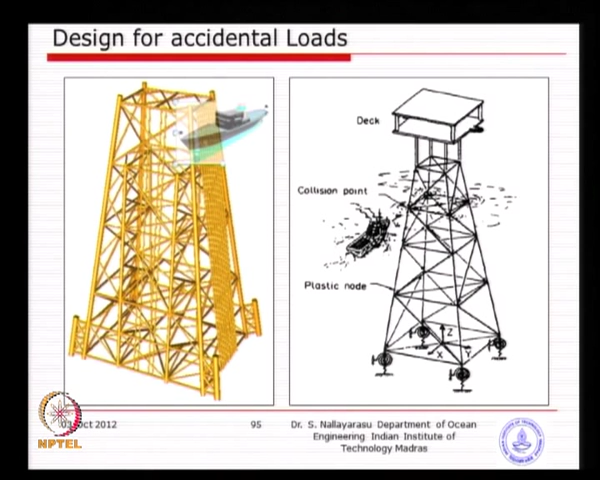 Design for accidental Loads
Deck
Collision point
Plastic node
Z
X
Y
Oct 2012
95
Dr. S. Nallayarasu Department of Ocean
Engineering Indian Institute of
Technology Madras
NPTEL